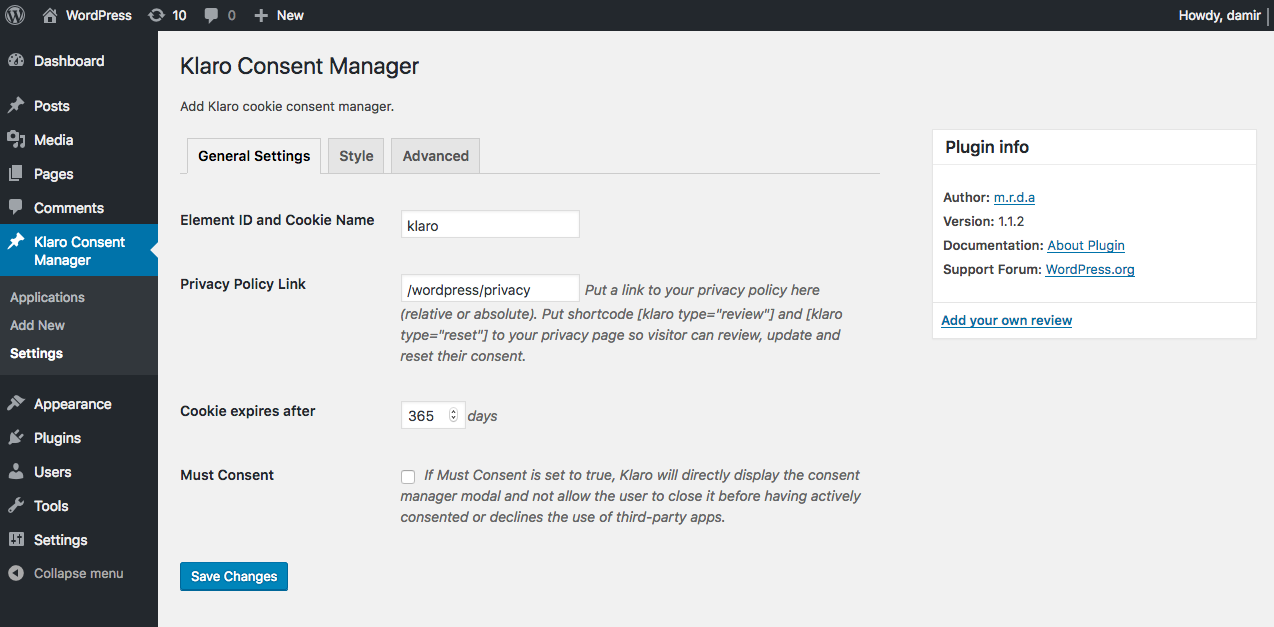 WordPress 10 0 New Howdy, damir
Dashboard
Posts
Media
Pages
Comments
Klaro Consent
Manager
Applications
Add New
Settings
Appearance
Plugins
Users
Tools
Settings
Collapse menu
Klaro Consent Manager
Add Klaro cookie consent manager.
General Settings Style Advanced
Element ID and Cookie Name klaro
Privacy Policy Link /wordpress/privacy Put a link to your privacy policy here
(relative or absolute). Put shortcode [klaro type="review"] and [klaro
type="reset"] to your privacy page so visitor can review, update and
reset their consent.
Cookie expires after 365 days
Must Consent If Must Consent is set to true, Klaro will directly display the consent
manager modal and not allow the user to close it before having actively
consented or declines the use of third-party apps.
Save Changes
Plugin info
Author: m.r.d.a
Version: 1.1.2
Documentation: About Plugin
Support Forum: WordPress.org
Add your own review